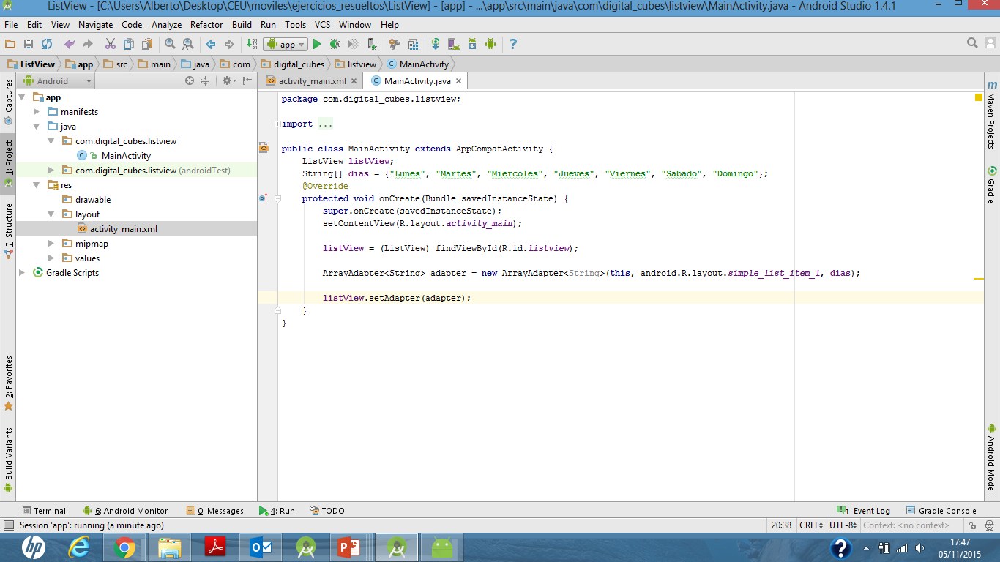 ListView - [C:\Users\Alberto\Desktop\CEU\moviles\ejercicios_resueltos\ListView] - [app] - ...\app\src\main\java\com\digital_cubes\listview\MainActivity.java - Android Studio 1.4.1
File Edit View Navigate Code Analyze Refactor Build Run Tools VCS Window Help
app
ListView app src main java com digital_cubes listview MainActivity
Android
activity_main.xml MainActivity.java
Captures
1: Project
7: Structure
2: Favorites
Build Variants
app
manifests
java
com.digital_cubes.listview
MainActivity
com.digital_cubes.listview (androidTest)
res
drawable
layout
activity_main.xml
mipmap
values
Gradle Scripts
package com.digital_cubes.listview;
import ...
public class MainActivity extends AppCompatActivity {
ListView listView;
String[] dias = {"Lunes", "Martes", "Miercoles", "Jueves", "Viernes", "Sabado", "Domingo"};
@Override
protected void onCreate(Bundle savedInstanceState) {
super.onCreate(savedInstanceState);
setContentView(R.layout.activity_main);
listView = (ListView) findViewById(R.id.listview);
ArrayAdapter<String> adapter = new ArrayAdapter<String>(this, android.R.layout.simple_list_item_1, dias);
listView.setAdapter(adapter);
}
}
Maven Projects
Gradle
Android Model
Terminal 6: Android Monitor 0: Messages 4: Run TODO 1 Event Log Gradle Console
Session 'app': running (a minute ago) 20:38 CRLF UTF-8 Context: <no context>
17:47
05/11/2015